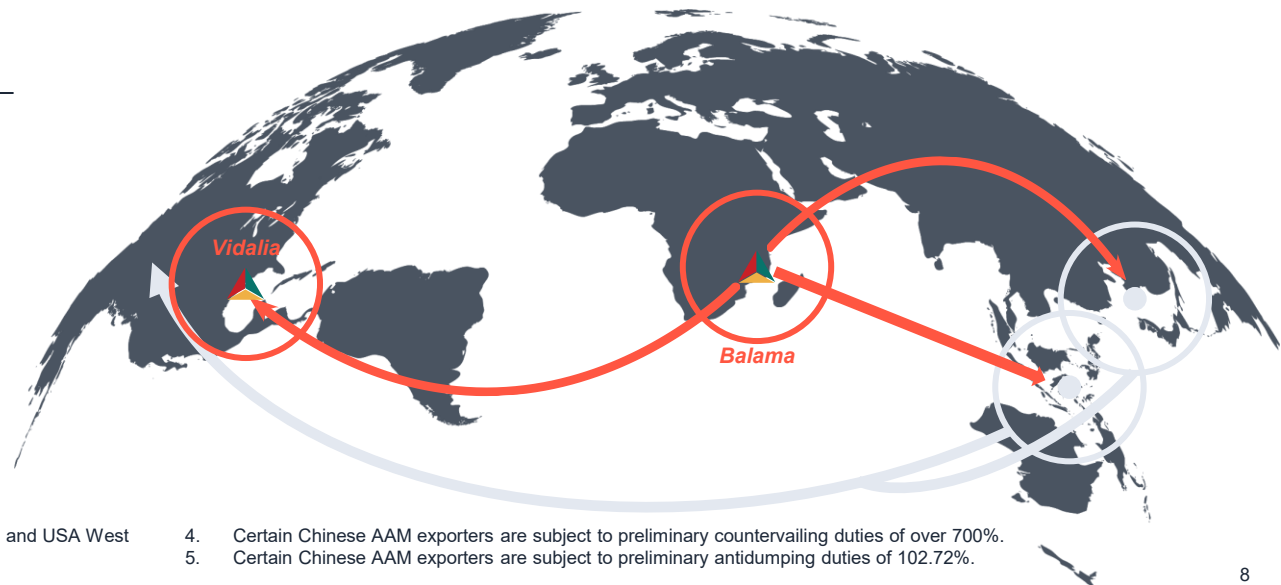 Vidalia
Balama
and USA West
4. Certain Chinese AAM exporters are subject to preliminary countervailing duties of over 700%.
5. Certain Chinese AAM exporters are subject to preliminary antidumping duties of 102.72%.
8